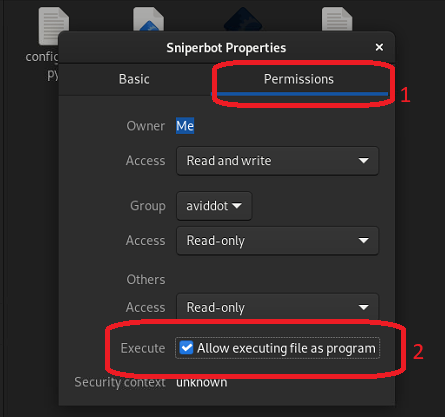 config
py
Sniperbot Properties
×
Basic
Permissions
1
Owner
Me
Access
Read and write
Group
aviddot
Access
Read-only
Others
Access
Read-only
Execute
Allow executing file as program
2
Security context
unknown